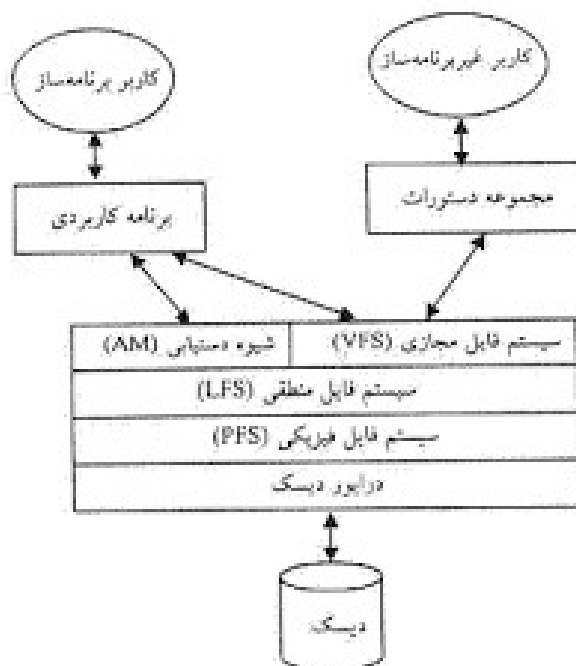 کاربر غیربرنامه‌ساز
کاربر برنامه‌ساز
مجموعه دستورات
برنامه کاربردی
سیستم فایل مجازی (VFS)
شیوه دستیابی (AM)
سیستم فایل منطقی (LFS)
سیستم فایل فیزیکی (PFS)
درایور دیسک
دیسک